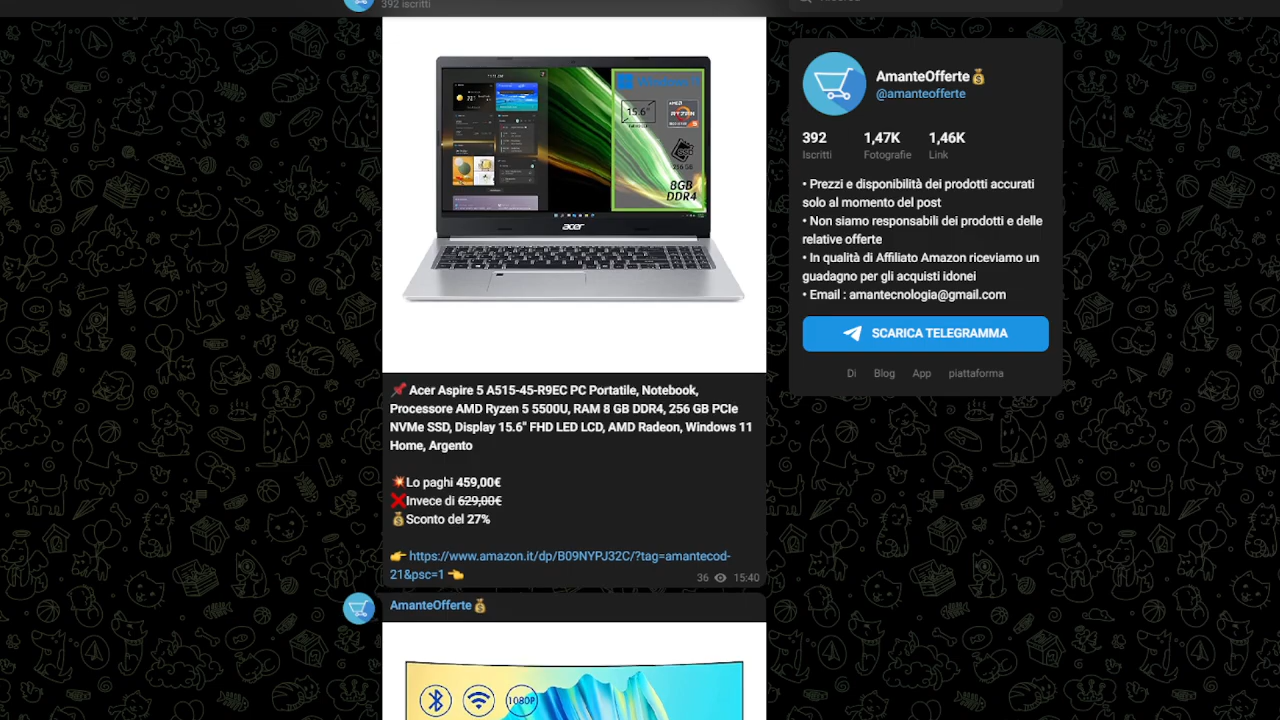 392 iscritti
15.6"
AMD
RYZEN
SSD
256 GB
8GB
DDR4
acer
📌 Acer Aspire 5 A515-45-R9EC PC Portatile, Notebook,
Processore AMD Ryzen 5 5500U, RAM 8 GB DDR4, 256 GB PCIe
NVMe SSD, Display 15.6" FHD LED LCD, AMD Radeon, Windows 11
Home, Argento
💥Lo paghi 459,00€
❌Invece di 629,00€
💰Sconto del 27%
👉 https://www.amazon.it/dp/B09NYPJ32C/?tag=amantecod-
21&psc=1 👈
36 15:40
AmanteOfferte💰
1080P
AmanteOfferte💰
@amanteofferte
392 1,47K 1,46K
Iscritti Fotografie Link
• Prezzi e disponibilità dei prodotti accurati
solo al momento del post
• Non siamo responsabili dei prodotti e delle
relative offerte
• In qualità di Affiliato Amazon riceviamo un
guadagno per gli acquisti idonei
• Email : amantecnologia@gmail.com
SCARICA TELEGRAMMA
Di Blog App piattaforma